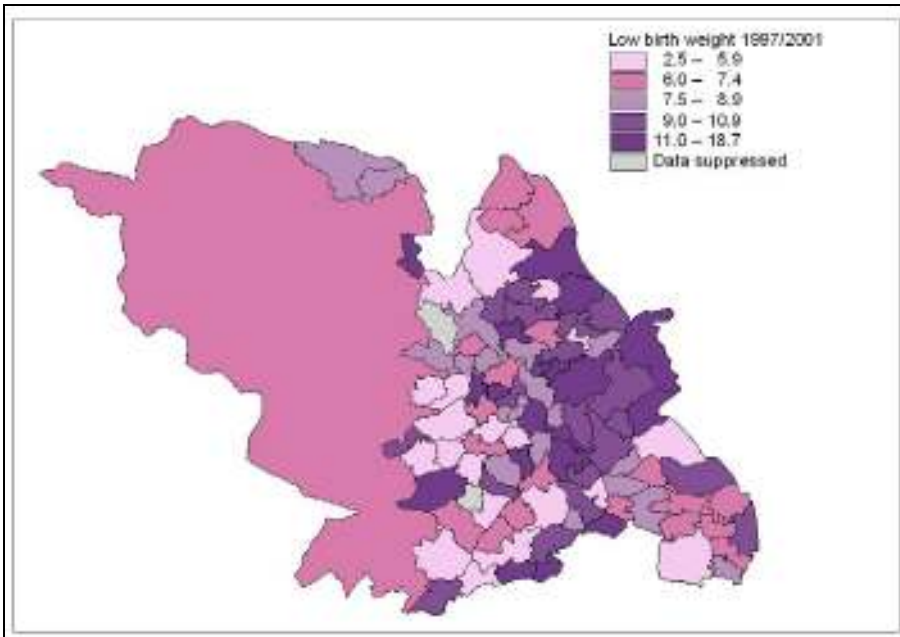 Low birth weight 1997/2001
2.5 – 5.9
6.0 – 7.4
7.5 – 8.9
9.0 – 10.9
11.0 – 18.7
Data suppressed